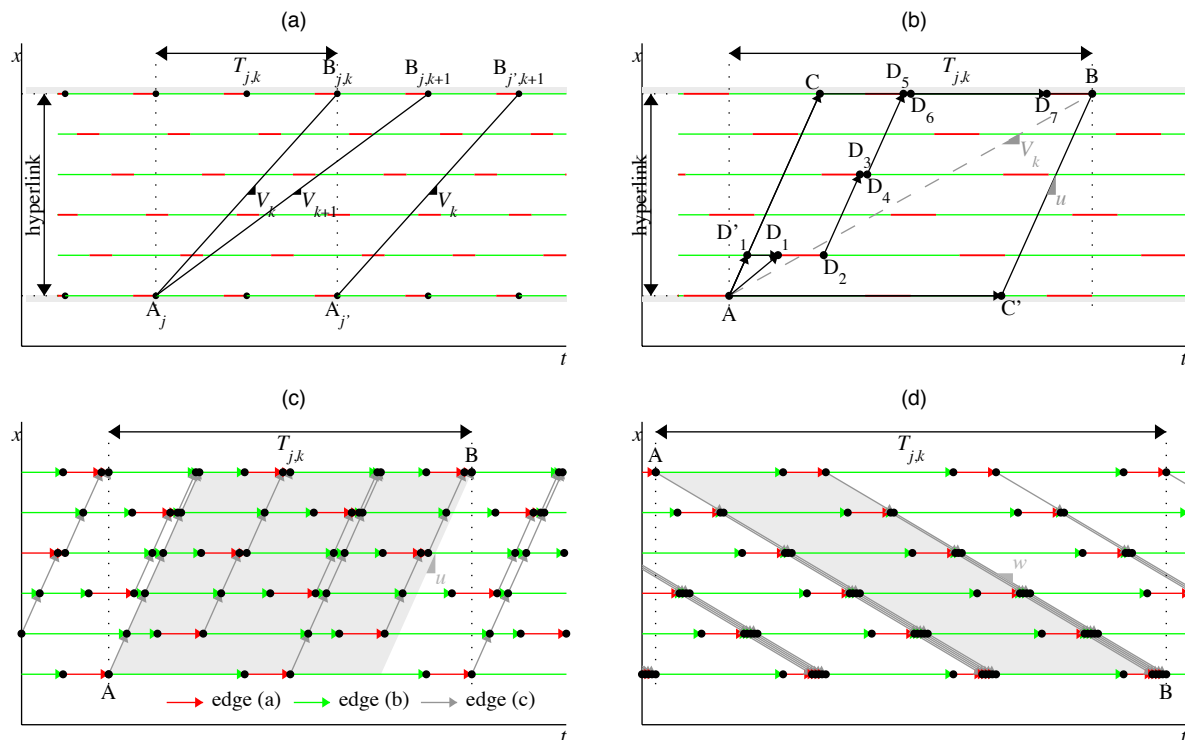 (a)
x
T_{j,k}
B_{j,k}
B_{j,k+1}
B_{j',k+1}
hyperlink
V_k
V_{k+1}
V_k
A_j
A_{j'}
t
(b)
x
T_{j,k}
C
D_5
D_6
D_7
B
hyperlink
V_k
D_3
D_4
u
D'_1
D_1
D_2
A
C'
t
(c)
x
T_{j,k}
B
u
A
edge (a)
edge (b)
edge (c)
t
(d)
x
A
T_{j,k}
w
B
t